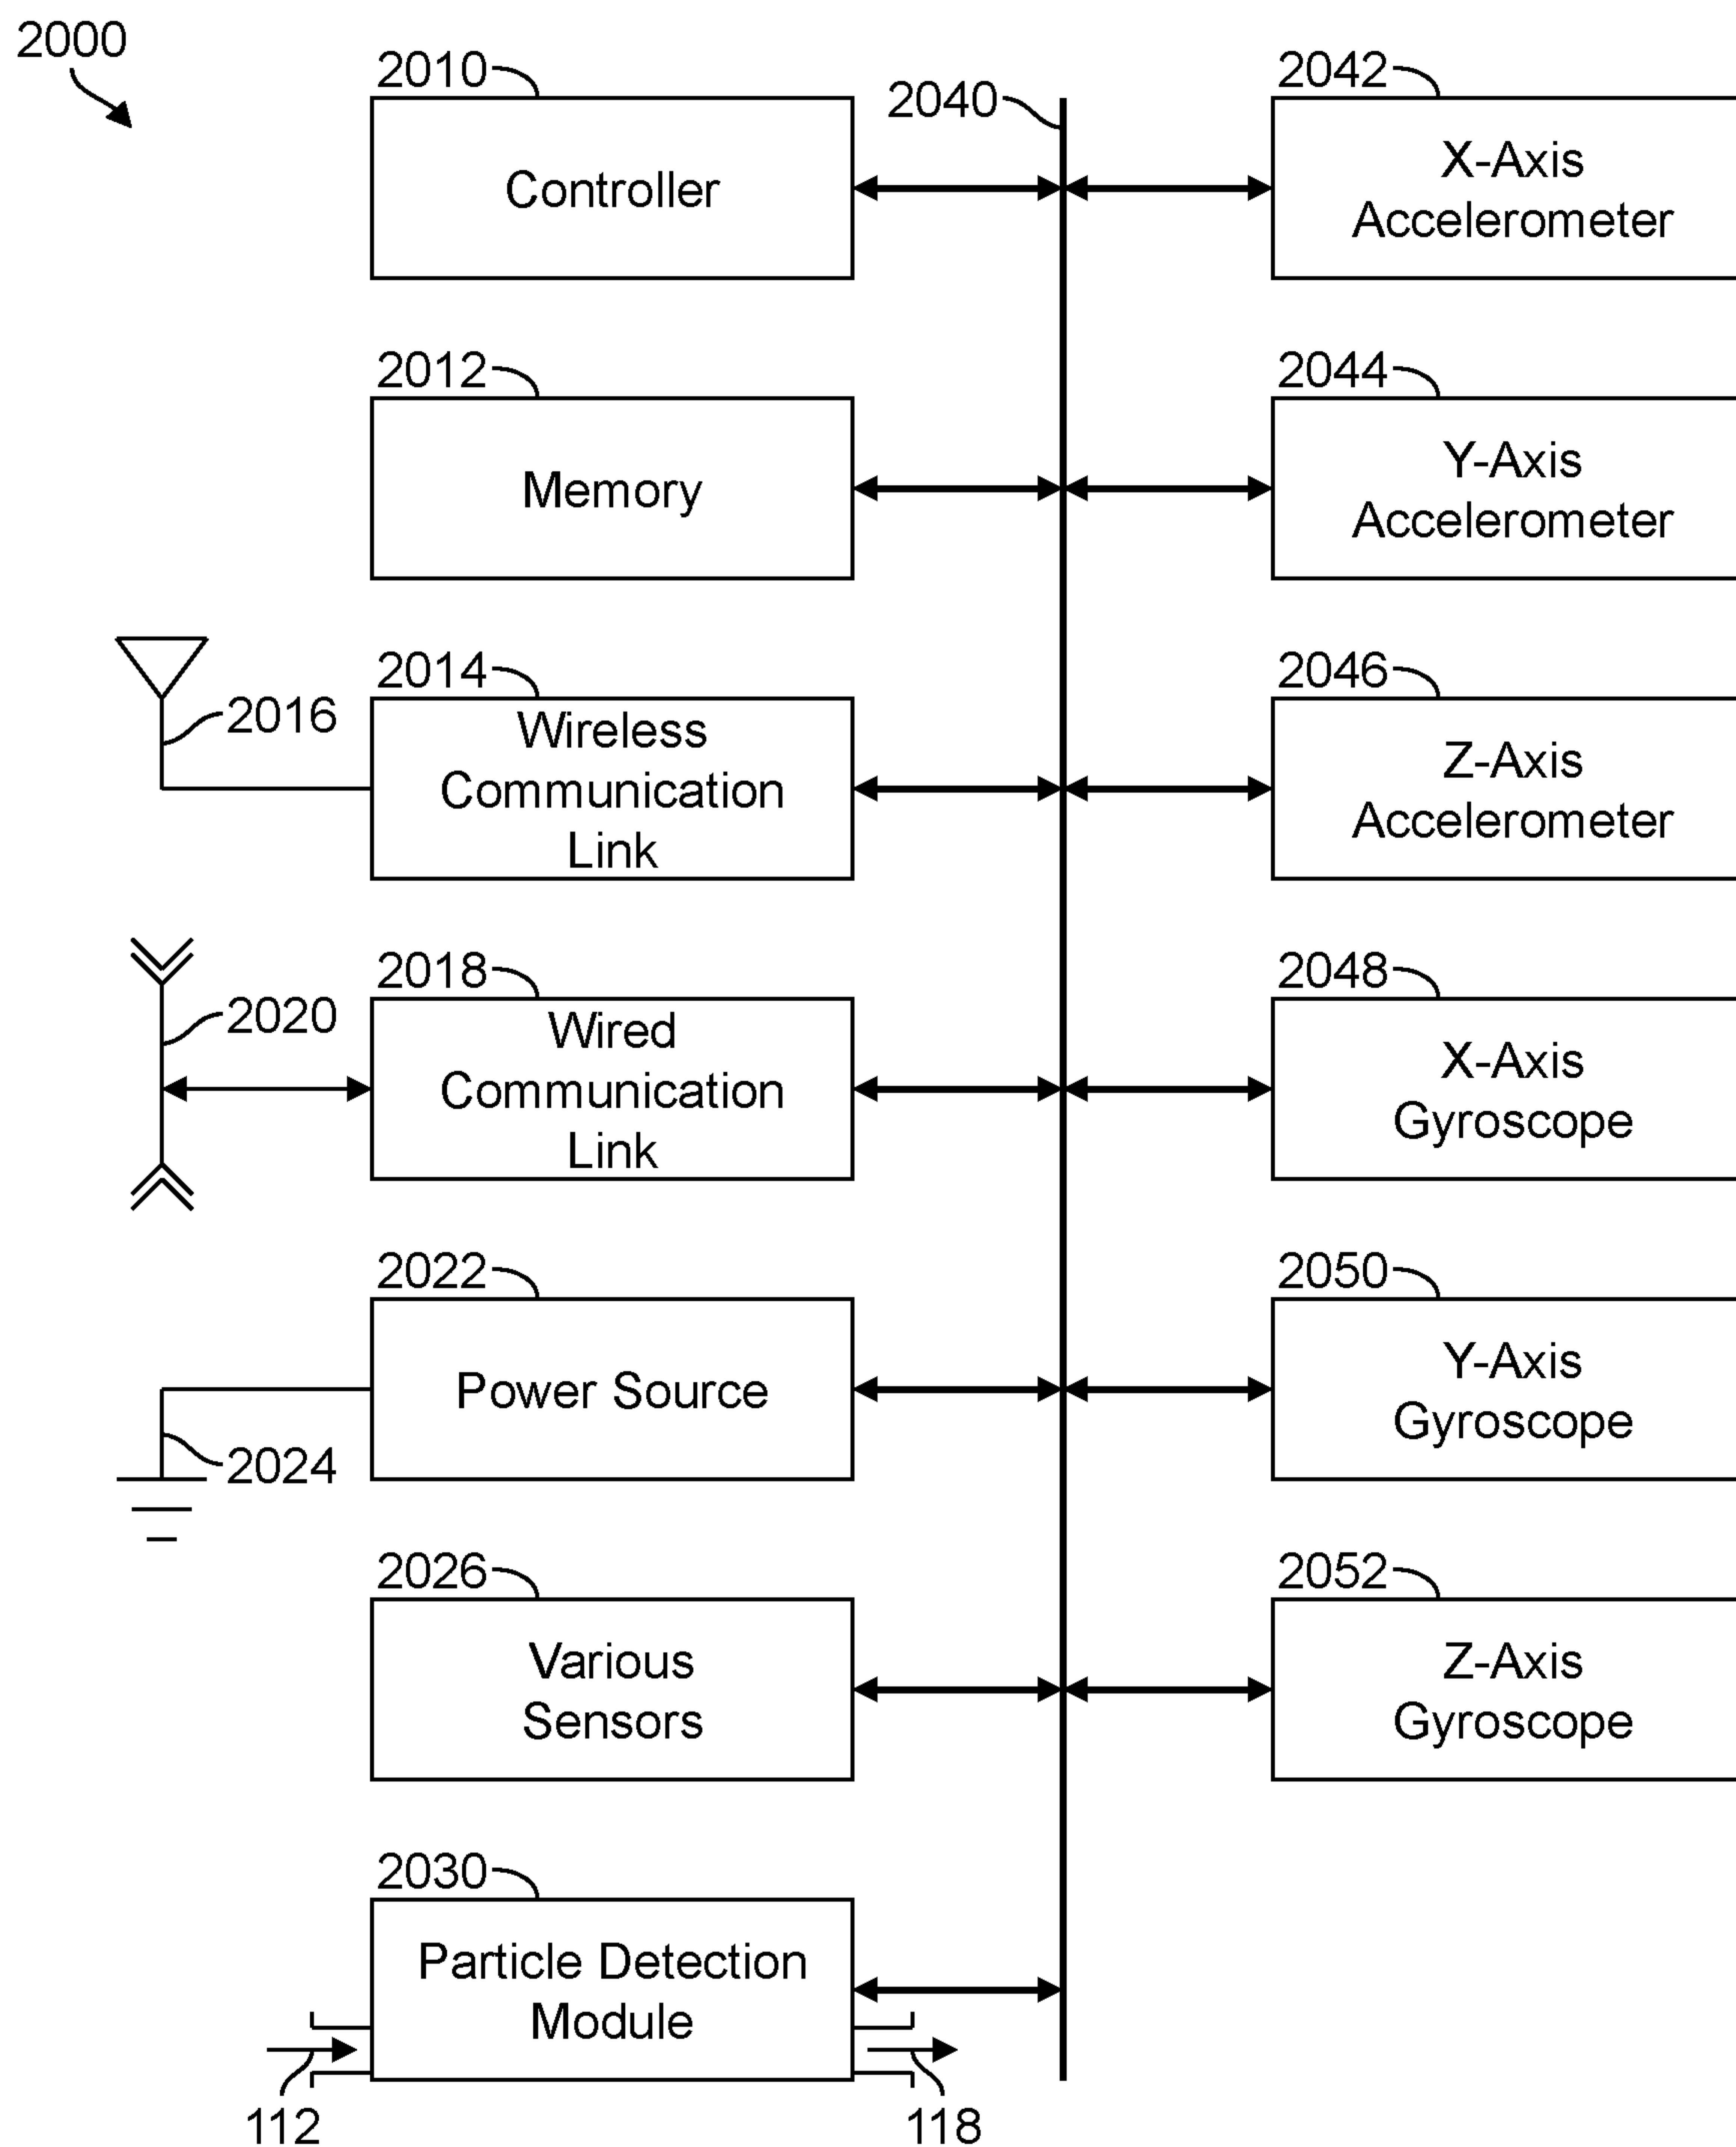 2000
2010
2040
2042
Controller
X-Axis
Accelerometer
2012
2044
Memory
Y-Axis
Accelerometer
2016
2014
2046
Wireless
Communication
Link
Z-Axis
Accelerometer
2020
2018
2048
Wired
Communication
Link
X-Axis
Gyroscope
2022
2050
2024
Power Source
Y-Axis
Gyroscope
2026
2052
Various
Sensors
Z-Axis
Gyroscope
2030
Particle Detection
Module
112
118